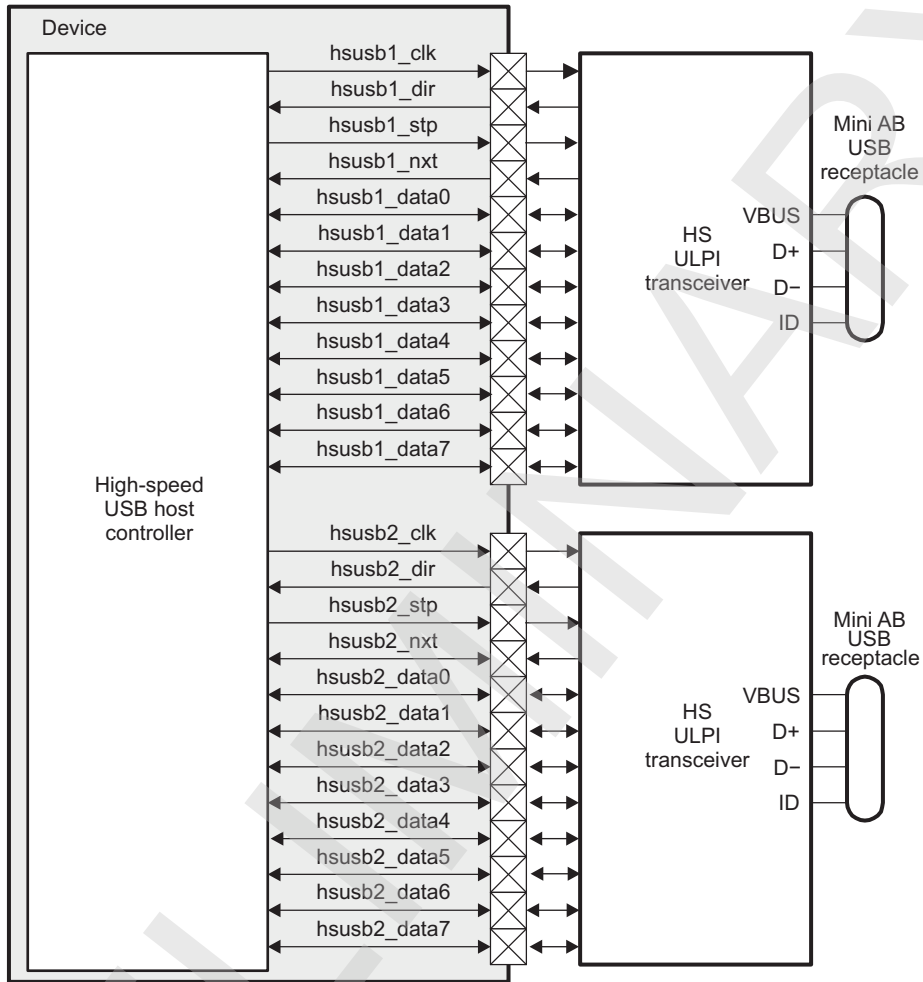 Device
hsusb1_clk
hsusb1_dir
hsusb1_stp
hsusb1_nxt
hsusb1_data0
hsusb1_data1
hsusb1_data2
hsusb1_data3
hsusb1_data4
hsusb1_data5
hsusb1_data6
hsusb1_data7
High-speed
USB host
controller
HS
ULPI
transceiver
VBUS
D+
D−
ID
Mini AB
USB
receptacle
hsusb2_clk
hsusb2_dir
hsusb2_stp
hsusb2_nxt
hsusb2_data0
hsusb2_data1
hsusb2_data2
hsusb2_data3
hsusb2_data4
hsusb2_data5
hsusb2_data6
hsusb2_data7
HS
ULPI
transceiver
VBUS
D+
D−
ID
Mini AB
USB
receptacle